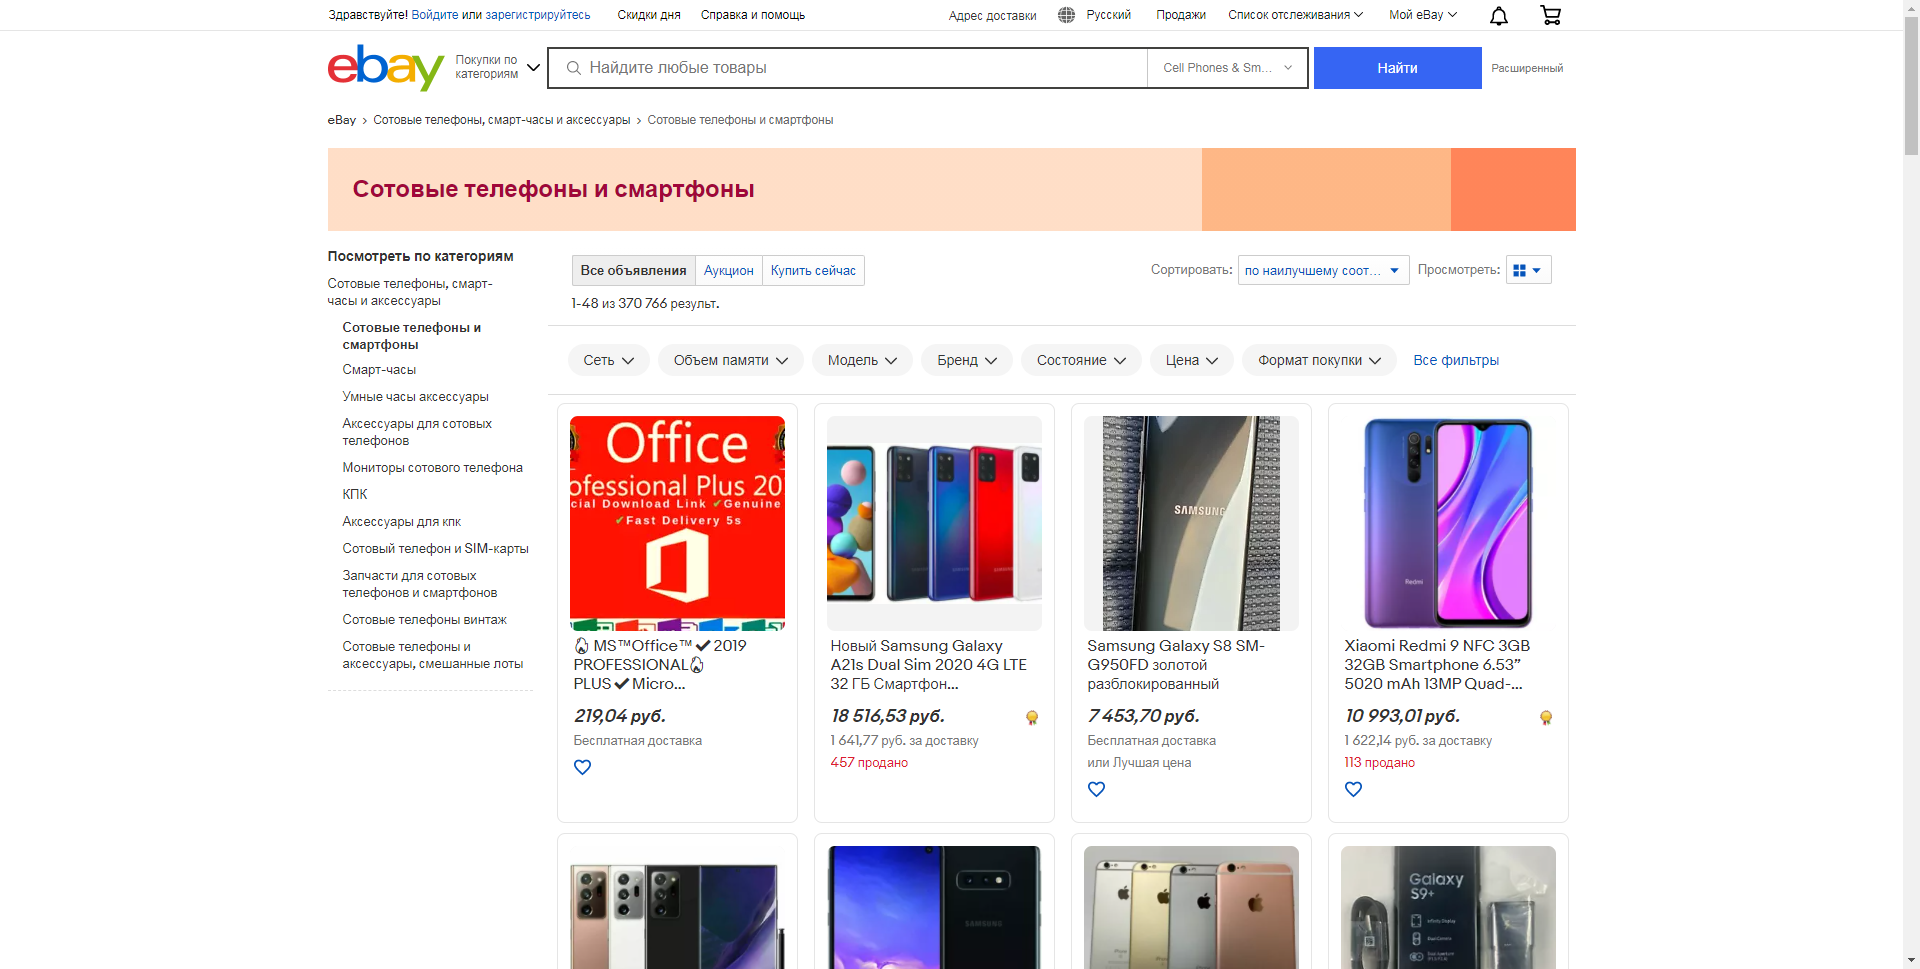 Здравствуйте! Войдите или зарегистрируйтесь
Скидки дня
Справка и помощь
Адрес доставки
Русский
Продажи
Список отслеживания
Мой eBay
ebay
Покупки по
категориям
Найдите любые товары
Cell Phones & Sm...
Найти
Расширенный
eBay > Сотовые телефоны, смарт-часы и аксессуары > Сотовые телефоны и смартфоны
Сотовые телефоны и смартфоны
Посмотреть по категориям
Сотовые телефоны, смарт-
часы и аксессуары
Сотовые телефоны и
смартфоны
Смарт-часы
Умные часы аксессуары
Аксессуары для сотовых
телефонов
Мониторы сотового телефона
КПК
Аксессуары для кпк
Сотовый телефон и SIM-карты
Запчасти для сотовых
телефонов и смартфонов
Сотовые телефоны винтаж
Сотовые телефоны и
аксессуары, смешанные лоты
Все объявления
Аукцион
Купить сейчас
Сортировать:
по наилучшему соот...
Просмотреть:
1-48 из 370 766 результ.
Сеть
Объем памяти
Модель
Бренд
Состояние
Цена
Формат покупки
Все фильтры
Office
ofessional Plus 20
cial Download Link ✓Genuine
✓Fast Delivery 5s
🔥 MS™Office™✔2019
PROFESSIONAL🔥
PLUS✔Micro...
219,04 руб.
Бесплатная доставка
Новый Samsung Galaxy
A21s Dual Sim 2020 4G LTE
32 ГБ Смартфон...
18 516,53 руб.
1 641,77 руб. за доставку
457 продано
SAMSUNG
Samsung Galaxy S8 SM-
G950FD золотой
разблокированный
7 453,70 руб.
Бесплатная доставка
или Лучшая цена
Redmi
Xiaomi Redmi 9 NFC 3GB
32GB Smartphone 6.53”
5020 mAh 13MP Quad-...
10 993,01 руб.
1 622,14 руб. за доставку
113 продано
SAMSUNG
Galaxy
S9+
Infinity Display
Dual Camera